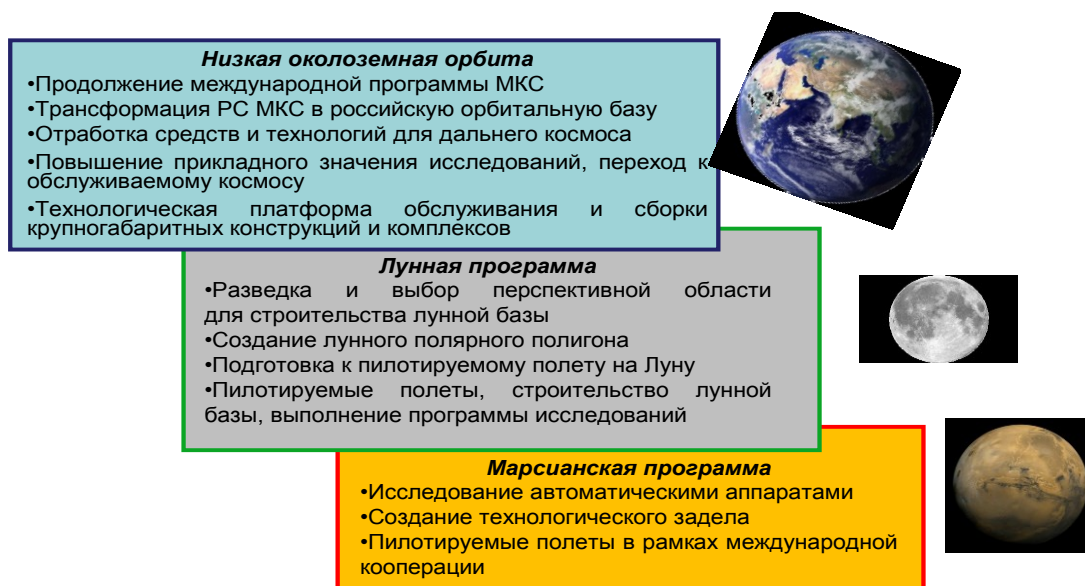 Низкая околоземная орбита
•Продолжение международной программы МКС
•Трансформация РС МКС в российскую орбитальную базу
•Отработка средств и технологий для дальнего космоса
•Повышение прикладного значения исследований, переход к
обслуживаемому космосу
•Технологическая платформа обслуживания и сборки
крупногабаритных конструкций и комплексов
Лунная программа
•Разведка и выбор перспективной области
для строительства лунной базы
•Создание лунного полярного полигона
•Подготовка к пилотируемому полету на Луну
•Пилотируемые полеты, строительство лунной
базы, выполнение программы исследований
Марсианская программа
•Исследование автоматическими аппаратами
•Создание технологического задела
•Пилотируемые полеты в рамках международной
кооперации